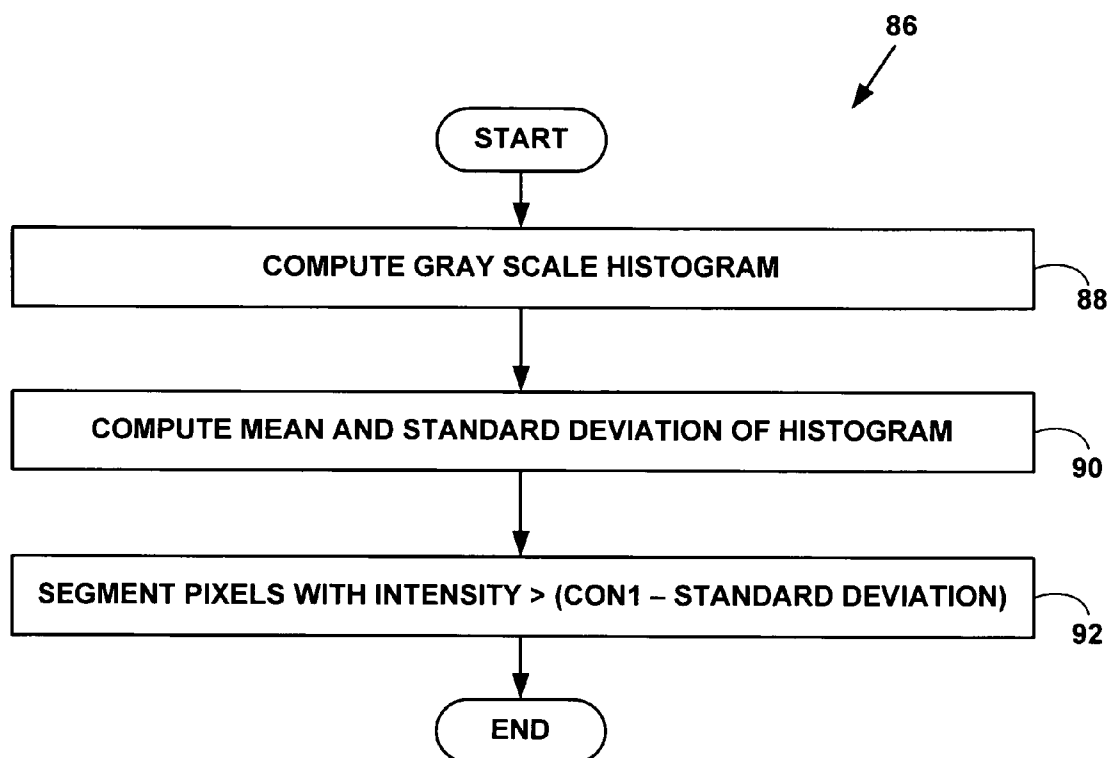 86
START
COMPUTE GRAY SCALE HISTOGRAM
88
COMPUTE MEAN AND STANDARD DEVIATION OF HISTOGRAM
90
SEGMENT PIXELS WITH INTENSITY > (CON1 – STANDARD DEVIATION)
92
END